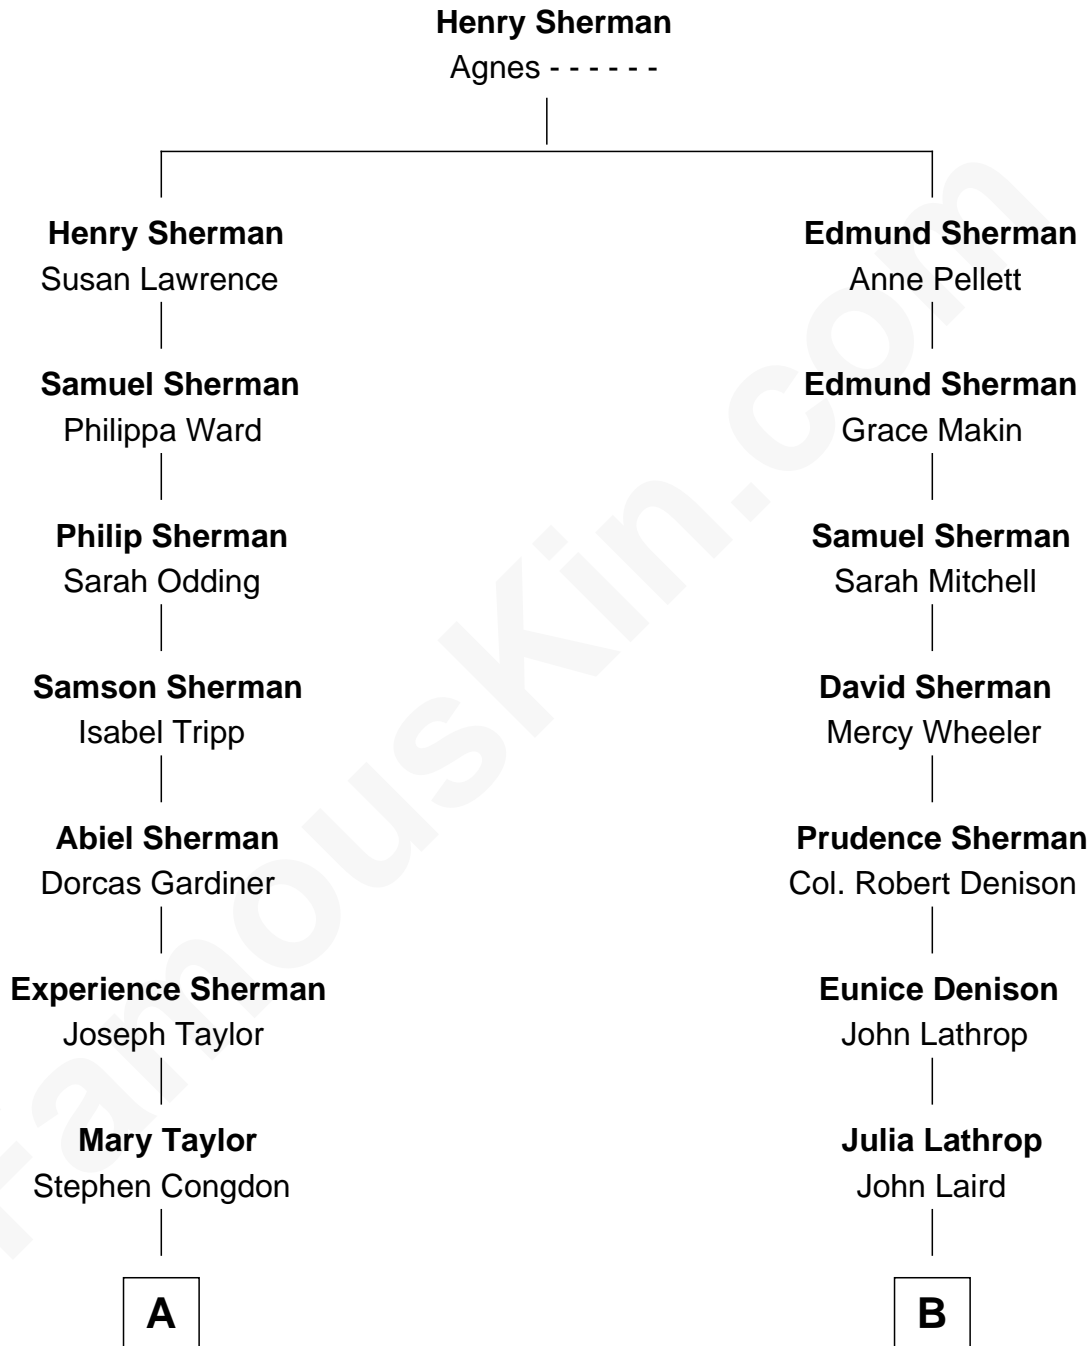 Henry Sherman
Agnes - - - - - -
Henry Sherman
Susan Lawrence
Edmund Sherman
Anne Pellett
Samuel Sherman
Philippa Ward
Edmund Sherman
Grace Makin
Philip Sherman
Sarah Odding
Samuel Sherman
Sarah Mitchell
Samson Sherman
Isabel Tripp
David Sherman
Mercy Wheeler
Abiel Sherman
Dorcas Gardiner
Prudence Sherman
Col. Robert Denison
Experience Sherman
Joseph Taylor
Eunice Denison
John Lathrop
Mary Taylor
Stephen Congdon
Julia Lathrop
John Laird
A
B
FamousKin.com